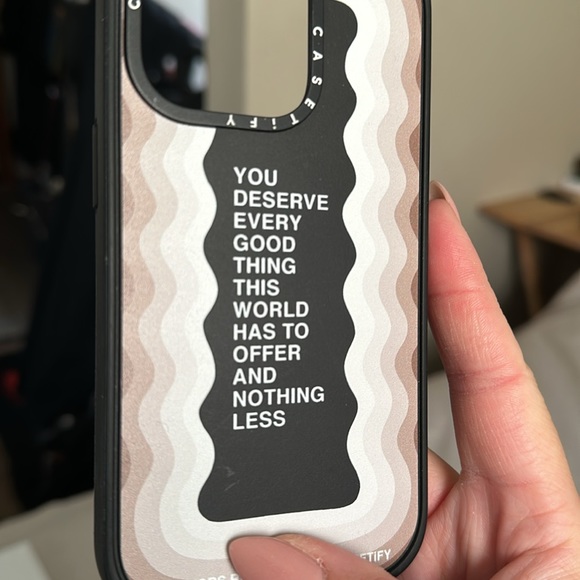 CASETiFY
YOU
DESERVE
EVERY
GOOD
THING
THIS
WORLD
HAS TO
OFFER
AND
NOTHING
LESS